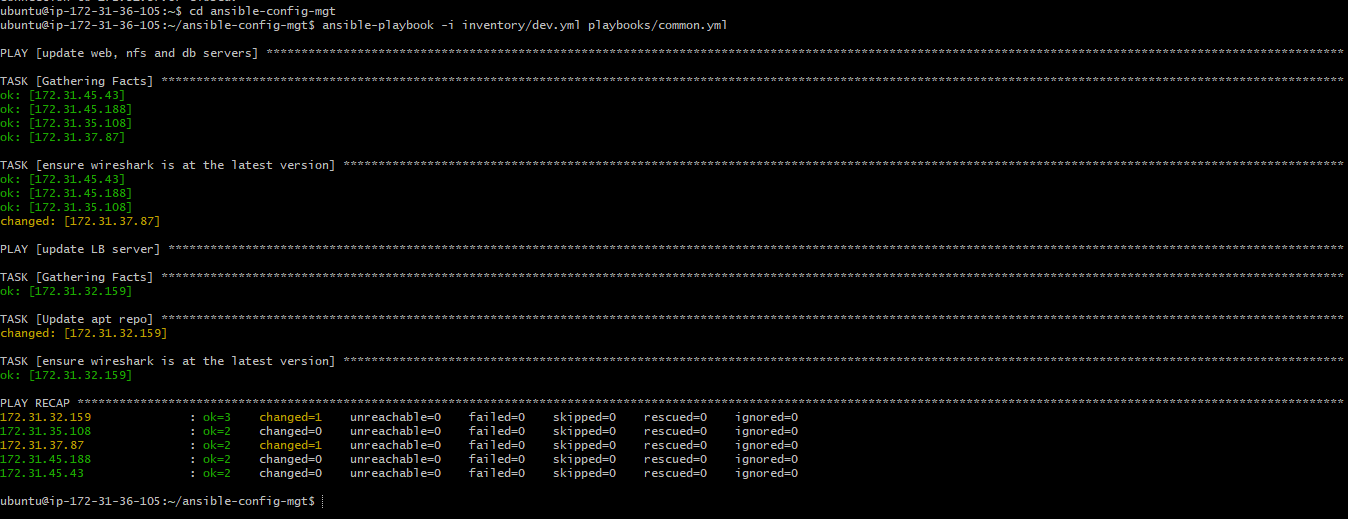 ubuntu@ip-172-31-36-105:~$ cd ansible-config-mgt
ubuntu@ip-172-31-36-105:~/ansible-config-mgt$ ansible-playbook -i inventory/dev.yml playbooks/common.yml
PLAY [update web, nfs and db servers] ****************************************************************************************************************************************************
TASK [Gathering Facts] *******************************************************************************************************************************************************************
ok: [172.31.45.43]
ok: [172.31.45.188]
ok: [172.31.35.108]
ok: [172.31.37.87]
TASK [ensure wireshark is at the latest version] *****************************************************************************************************************************************
ok: [172.31.45.43]
ok: [172.31.45.188]
ok: [172.31.35.108]
changed: [172.31.37.87]
PLAY [update LB server] ******************************************************************************************************************************************************************
TASK [Gathering Facts] *******************************************************************************************************************************************************************
ok: [172.31.32.159]
TASK [Update apt repo] *******************************************************************************************************************************************************************
changed: [172.31.32.159]
TASK [ensure wireshark is at the latest version] *****************************************************************************************************************************************
ok: [172.31.32.159]
PLAY RECAP *******************************************************************************************************************************************************************************
172.31.32.159 : ok=3 changed=1 unreachable=0 failed=0 skipped=0 rescued=0 ignored=0
172.31.35.108 : ok=2 changed=0 unreachable=0 failed=0 skipped=0 rescued=0 ignored=0
172.31.37.87 : ok=2 changed=1 unreachable=0 failed=0 skipped=0 rescued=0 ignored=0
172.31.45.188 : ok=2 changed=0 unreachable=0 failed=0 skipped=0 rescued=0 ignored=0
172.31.45.43 : ok=2 changed=0 unreachable=0 failed=0 skipped=0 rescued=0 ignored=0
ubuntu@ip-172-31-36-105:~/ansible-config-mgt$